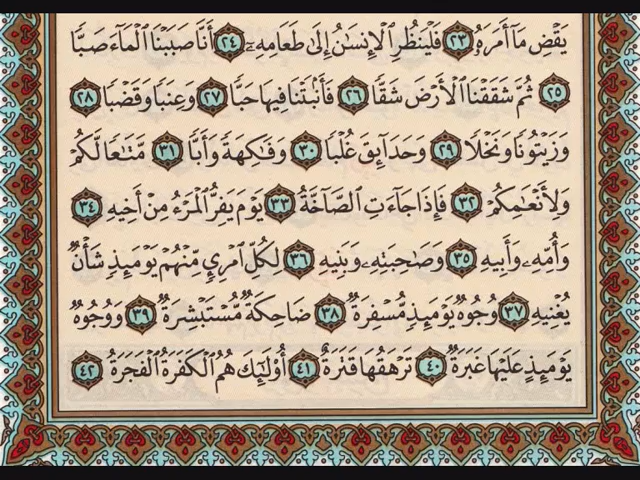 يَقْضِ مَآ أَمَرَهُۥ ٢٣ فَلْيَنظُرِ ٱلْإِنسَٰنُ إِلَىٰ طَعَامِهِۦٓ ٢٤ أَنَّا صَبَبْنَا ٱلْمَآءَ صَبًّا
٢٥ ثُمَّ شَقَقْنَا ٱلْأَرْضَ شَقًّا ٢٦ فَأَنۢبَتْنَا فِيهَا حَبًّا ٢٧ وَعِنَبًا وَقَضْبًا ٢٨
وَزَيْتُونًا وَنَخْلًا ٢٩ وَحَدَآئِقَ غُلْبًا ٣٠ وَفَٰكِهَةً وَأَبًّا ٣١ مَّتَٰعًا لَّكُمْ
وَلِأَنْعَٰمِكُمْ ٣٢ فَإِذَا جَآءَتِ ٱلصَّآخَّةُ ٣٣ يَوْمَ يَفِرُّ ٱلْمَرْءُ مِنْ أَخِيهِ ٣٤
وَأُمِّهِۦ وَأَبِيهِ ٣٥ وَصَٰحِبَتِهِۦ وَبَنِيهِ ٣٦ لِكُلِّ ٱمْرِئٍ مِّنْهُمْ يَوْمَئِذٍ شَأْنٌ
يُغْنِيهِ ٣٧ وُجُوهٌ يَوْمَئِذٍ مُّسْفِرَةٌ ٣٨ ضَاحِكَةٌ مُّسْتَبْشِرَةٌ ٣٩ وَوُجُوهٌ
يَوْمَئِذٍ عَلَيْهَا غَبَرَةٌ ٤٠ تَرْهَقُهَا قَتَرَةٌ ٤١ أُو۟لَٰٓئِكَ هُمُ ٱلْكَفَرَةُ ٱلْفَجَرَةُ ٤٢